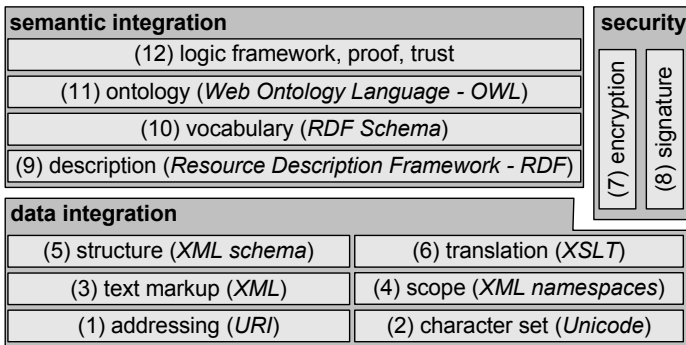 semantic integration
(12) logic framework, proof, trust
(11) ontology (Web Ontology Language - OWL)
(10) vocabulary (RDF Schema)
(9) description (Resource Description Framework - RDF)
security
(7) encryption
(8) signature
data integration
(5) structure (XML schema)
(6) translation (XSLT)
(3) text markup (XML)
(4) scope (XML namespaces)
(1) addressing (URI)
(2) character set (Unicode)